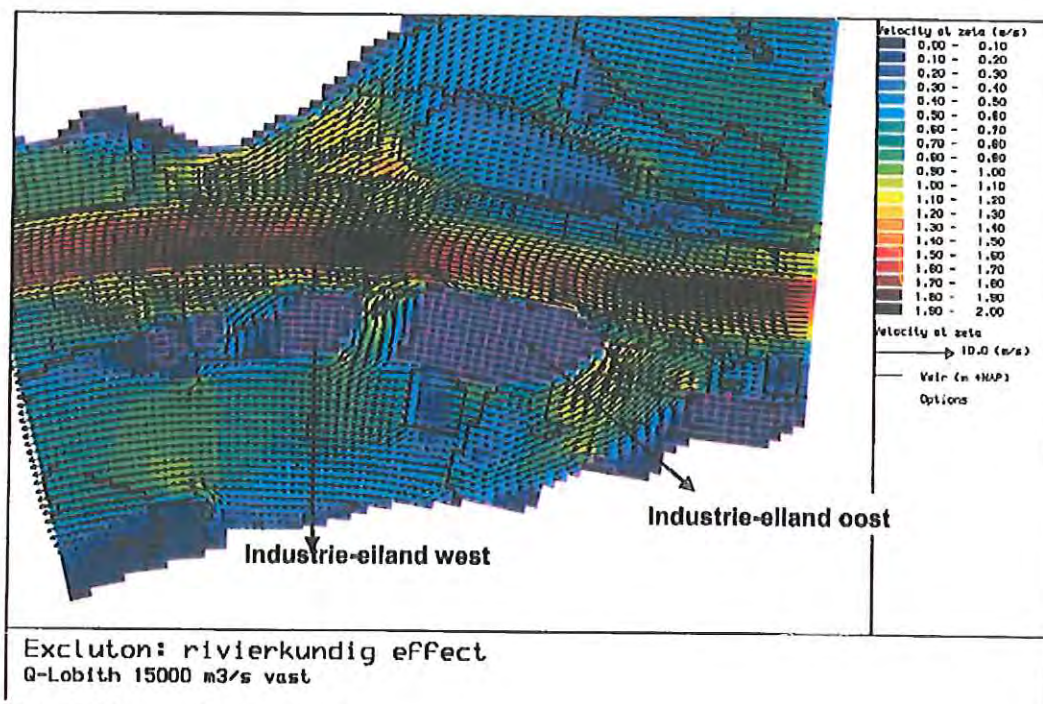 Velocity at zeta (m/s)
0.00 - 0.10
0.10 - 0.20
0.20 - 0.30
0.30 - 0.40
0.40 - 0.50
0.50 - 0.60
0.60 - 0.70
0.70 - 0.80
0.80 - 0.90
0.90 - 1.00
1.00 - 1.10
1.10 - 1.20
1.20 - 1.30
1.30 - 1.40
1.40 - 1.50
1.50 - 1.60
1.60 - 1.70
1.70 - 1.80
1.80 - 1.90
1.90 - 2.00
Velocity at zeta
10.0 (m/s)
Weir (m +NAP)
Options
Industrie-eiland oost
Industrie-eiland west
Excluton: rivierkundig effect
Q-Lobith 15000 m3/s vast